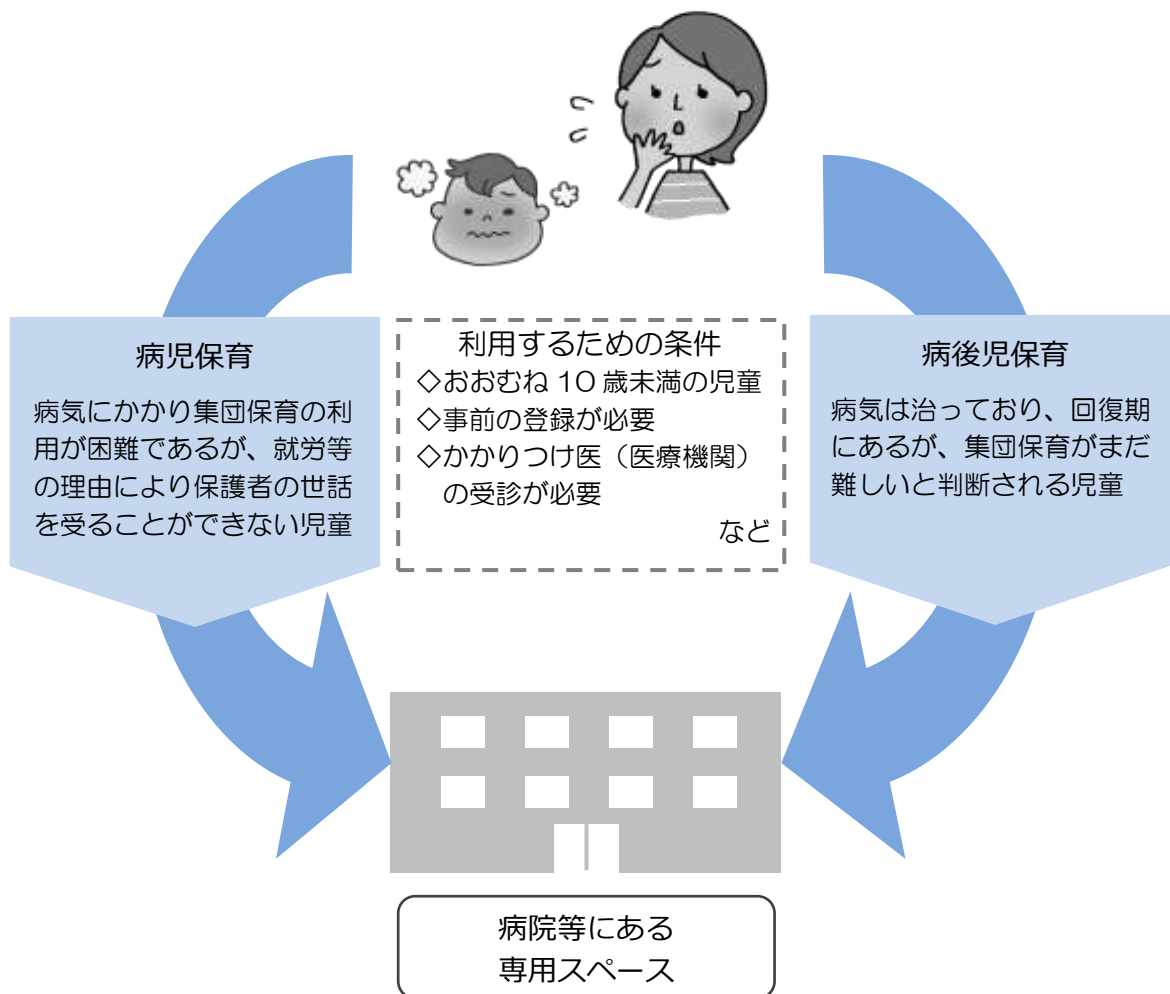 病児保育
病気にかかり集団保育の利
用が困難であるが、就労等
の理由により保護者の世話
を受ることができない児童
利用するための条件
◇おおむね 10 歳未満の児童
◇事前の登録が必要
◇かかりつけ医（医療機関）
の受診が必要
など
病後児保育
病気は治っており、回復期
にあるが、集団保育がまだ
難しいと判断される児童
病院等にある
専用スペース